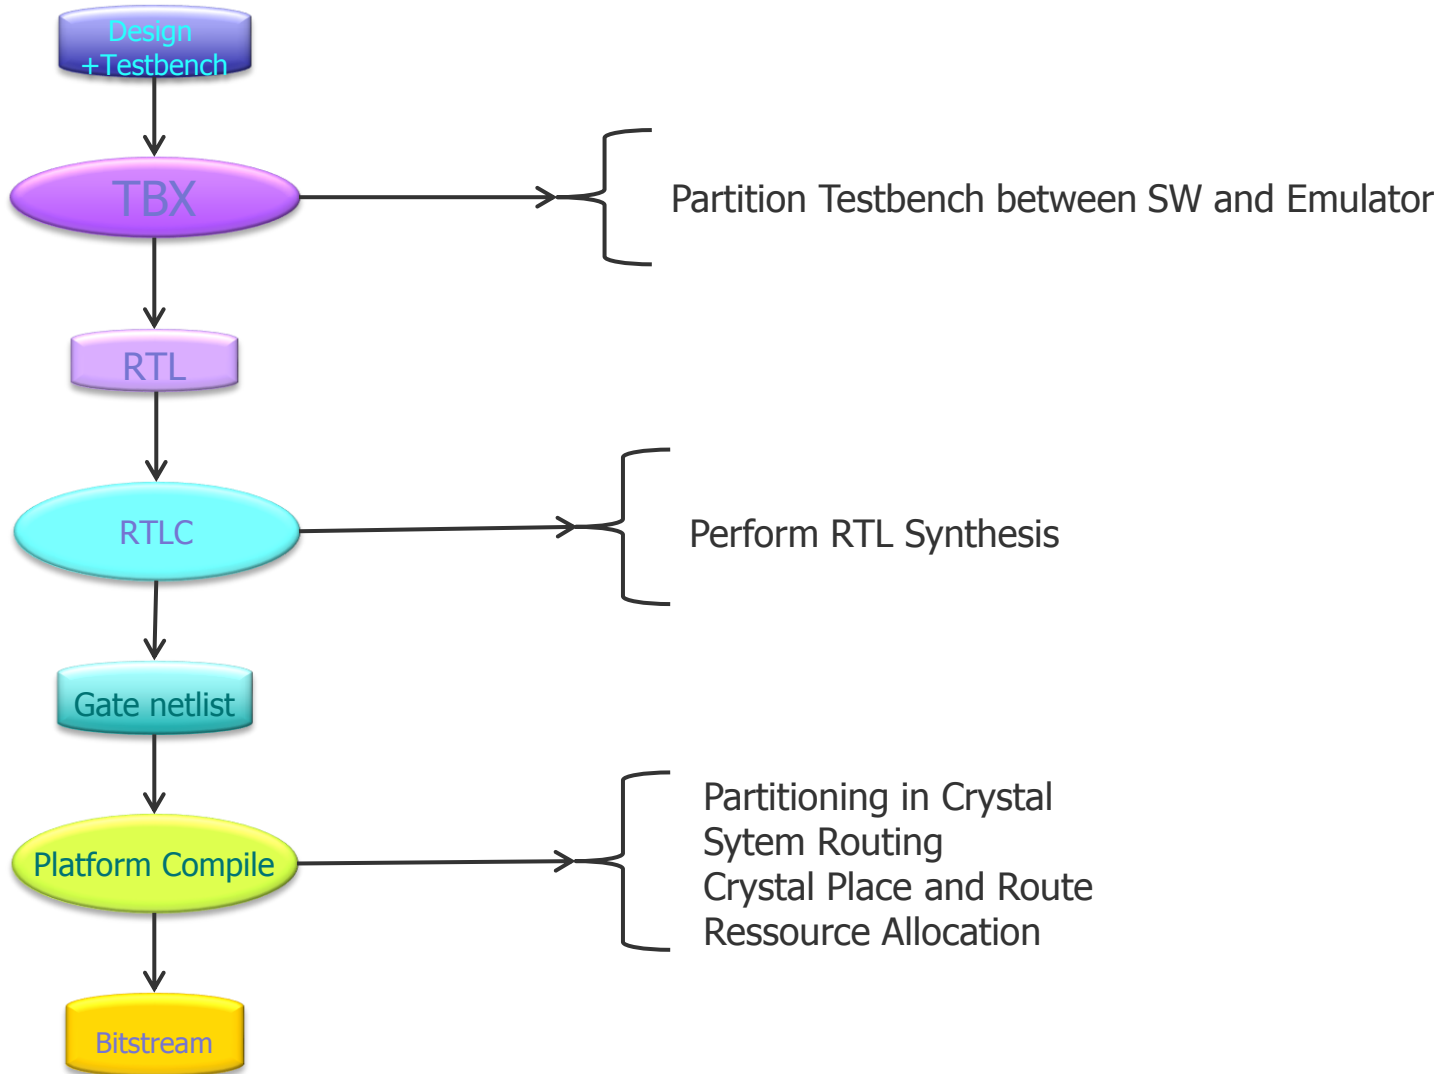 Design
+Testbench
TBX
Partition Testbench between SW and Emulator
RTL
RTLC
Perform RTL Synthesis
Gate netlist
Platform Compile
Partitioning in Crystal
Sytem Routing
Crystal Place and Route
Ressource Allocation
Bitstream